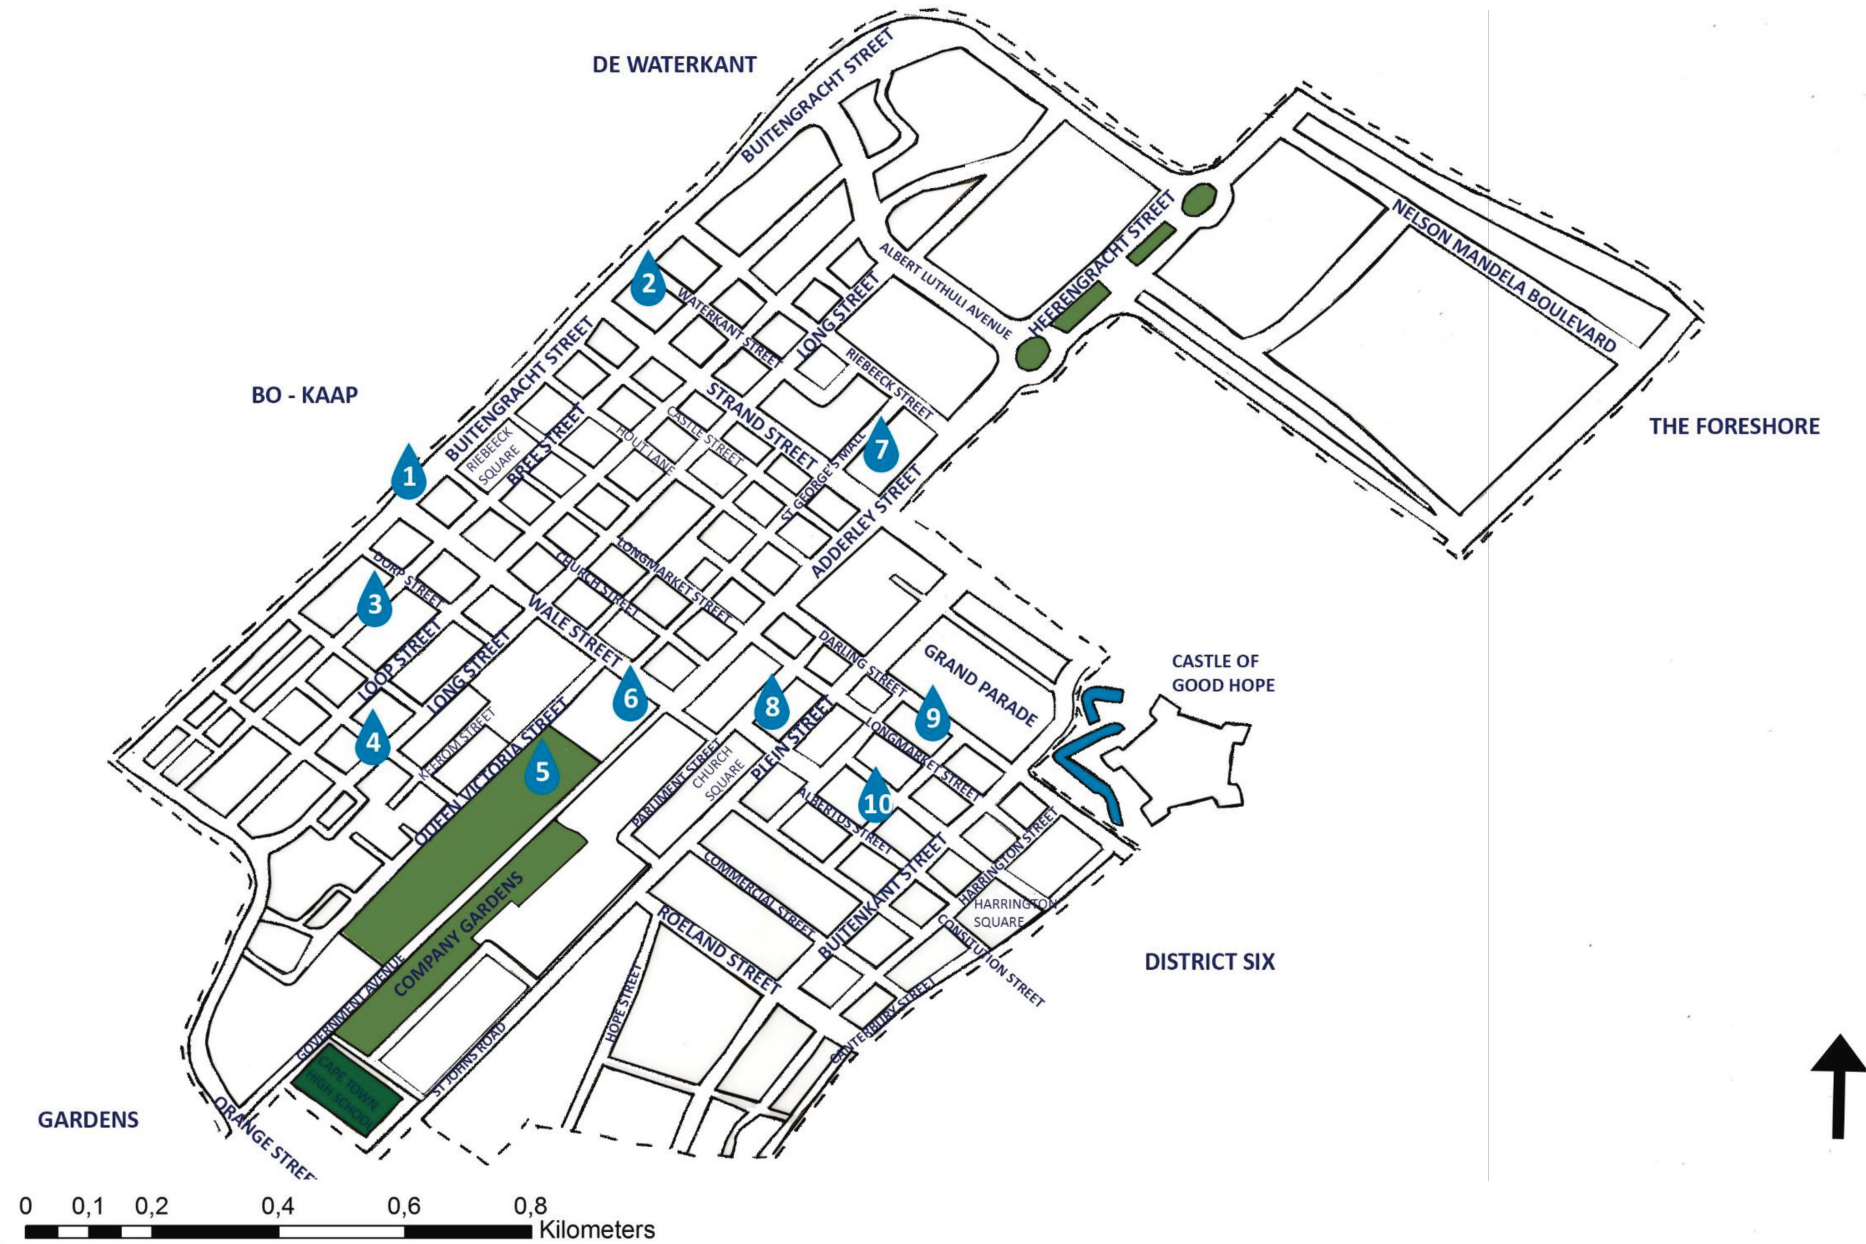 DE WATERKANT
BUITENGRACHT STREET
HEERENGRACHT STREET
NELSON MANDELA BOULEVARD
ALBERT LUTHULI AVENUE
2
WATERKANT STREET
LONG STREET
RIEBEECK STREET
BO - KAAP
BUITENGRACHT STREET
STRAND STREET
CASTLE STREET
HOUT LANE
BREE STREET
RIEBEECK
SQUARE
THE FORESHORE
7
ST GEORGE'S MALL
ADDERLEY STREET
1
LONGMARKET STREET
CHURCH STREET
DORP STREET
3
WALE STREET
LOOP STREET
LONG STREET
DARLING STREET
GRAND PARADE
CASTLE OF
GOOD HOPE
6
8
9
4
KEEROM STREET
QUEEN VICTORIA STREET
5
PARLIMENT STREET
CHURCH
SQUARE
PLEIN STREET
LONGMARKET STREET
10
ALBERTUS STREET
HARRINGTON STREET
COMMERCIAL STREET
BUITENKANT STREET
HARRINGTON
SQUARE
CONSITUTION STREET
COMPANY GARDENS
ROELAND STREET
DISTRICT SIX
GOVERNMENT AVENUE
HOPE STREET
CANTERBURY STREET
ST JOHNS ROAD
CAPE TOWN
HIGH SCHOOL
GARDENS
ORANGE STREE
0 0,1 0,2 0,4 0,6 0,8
Kilometers